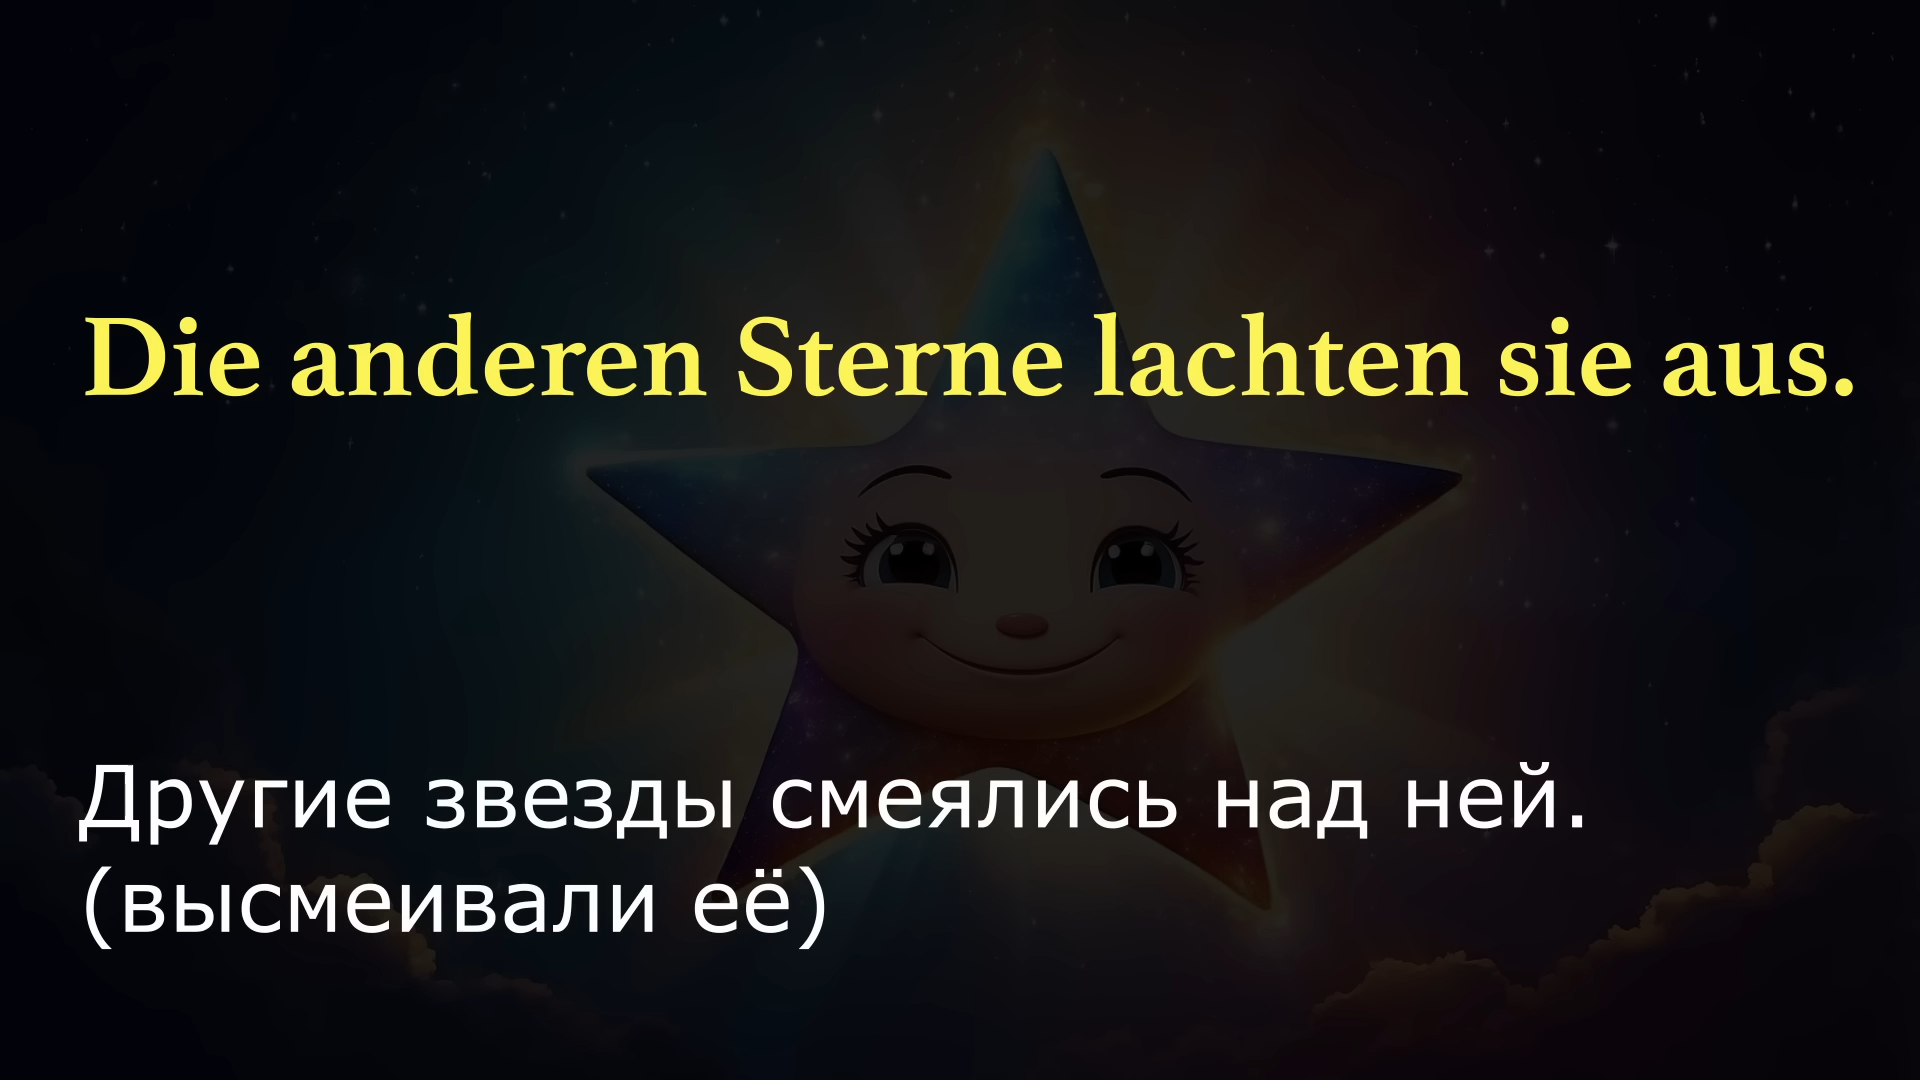 Die anderen Sterne lachten sie aus.
Другие звезды смеялись над ней.
(высмеивали её)